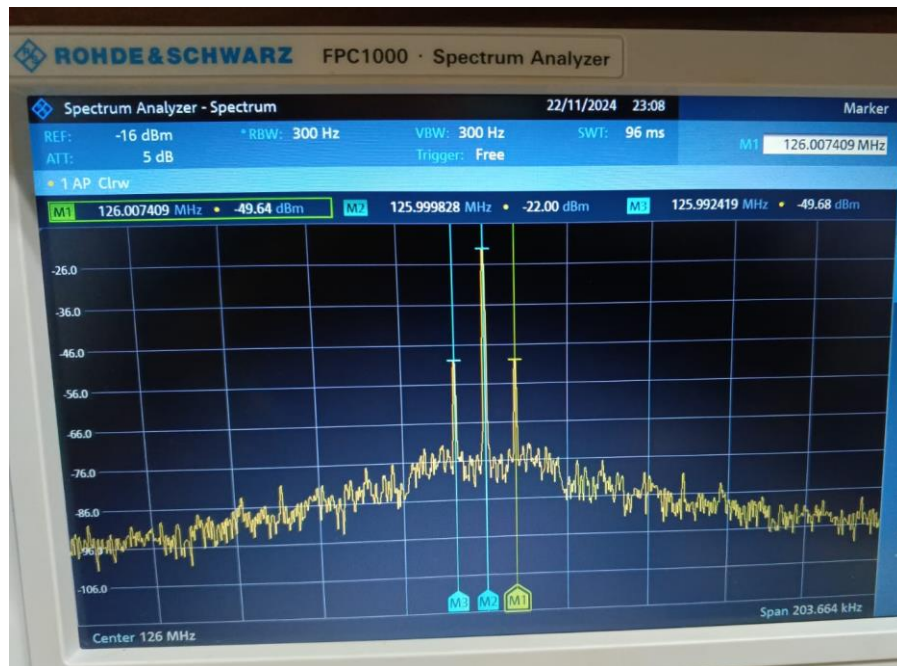 ROHDE & SCHWARZ FPC1000 · Spectrum Analyzer
Spectrum Analyzer - Spectrum 22/11/2024 23:08 Marker
REF: -16 dBm *RBW: 300 Hz VBW: 300 Hz SWT: 96 ms
ATT: 5 dB Trigger: Free M1 126.007409 MHz
• 1 AP Clrw
M1 126.007409 MHz • -49.64 dBm M2 125.999828 MHz • -22.00 dBm M3 125.992419 MHz • -49.68 dBm
-26.0
-36.0
-46.0
-56.0
-66.0
-76.0
-86.0
-96.0
-106.0
M3 M2 M1
Center 126 MHz Span 203.664 kHz